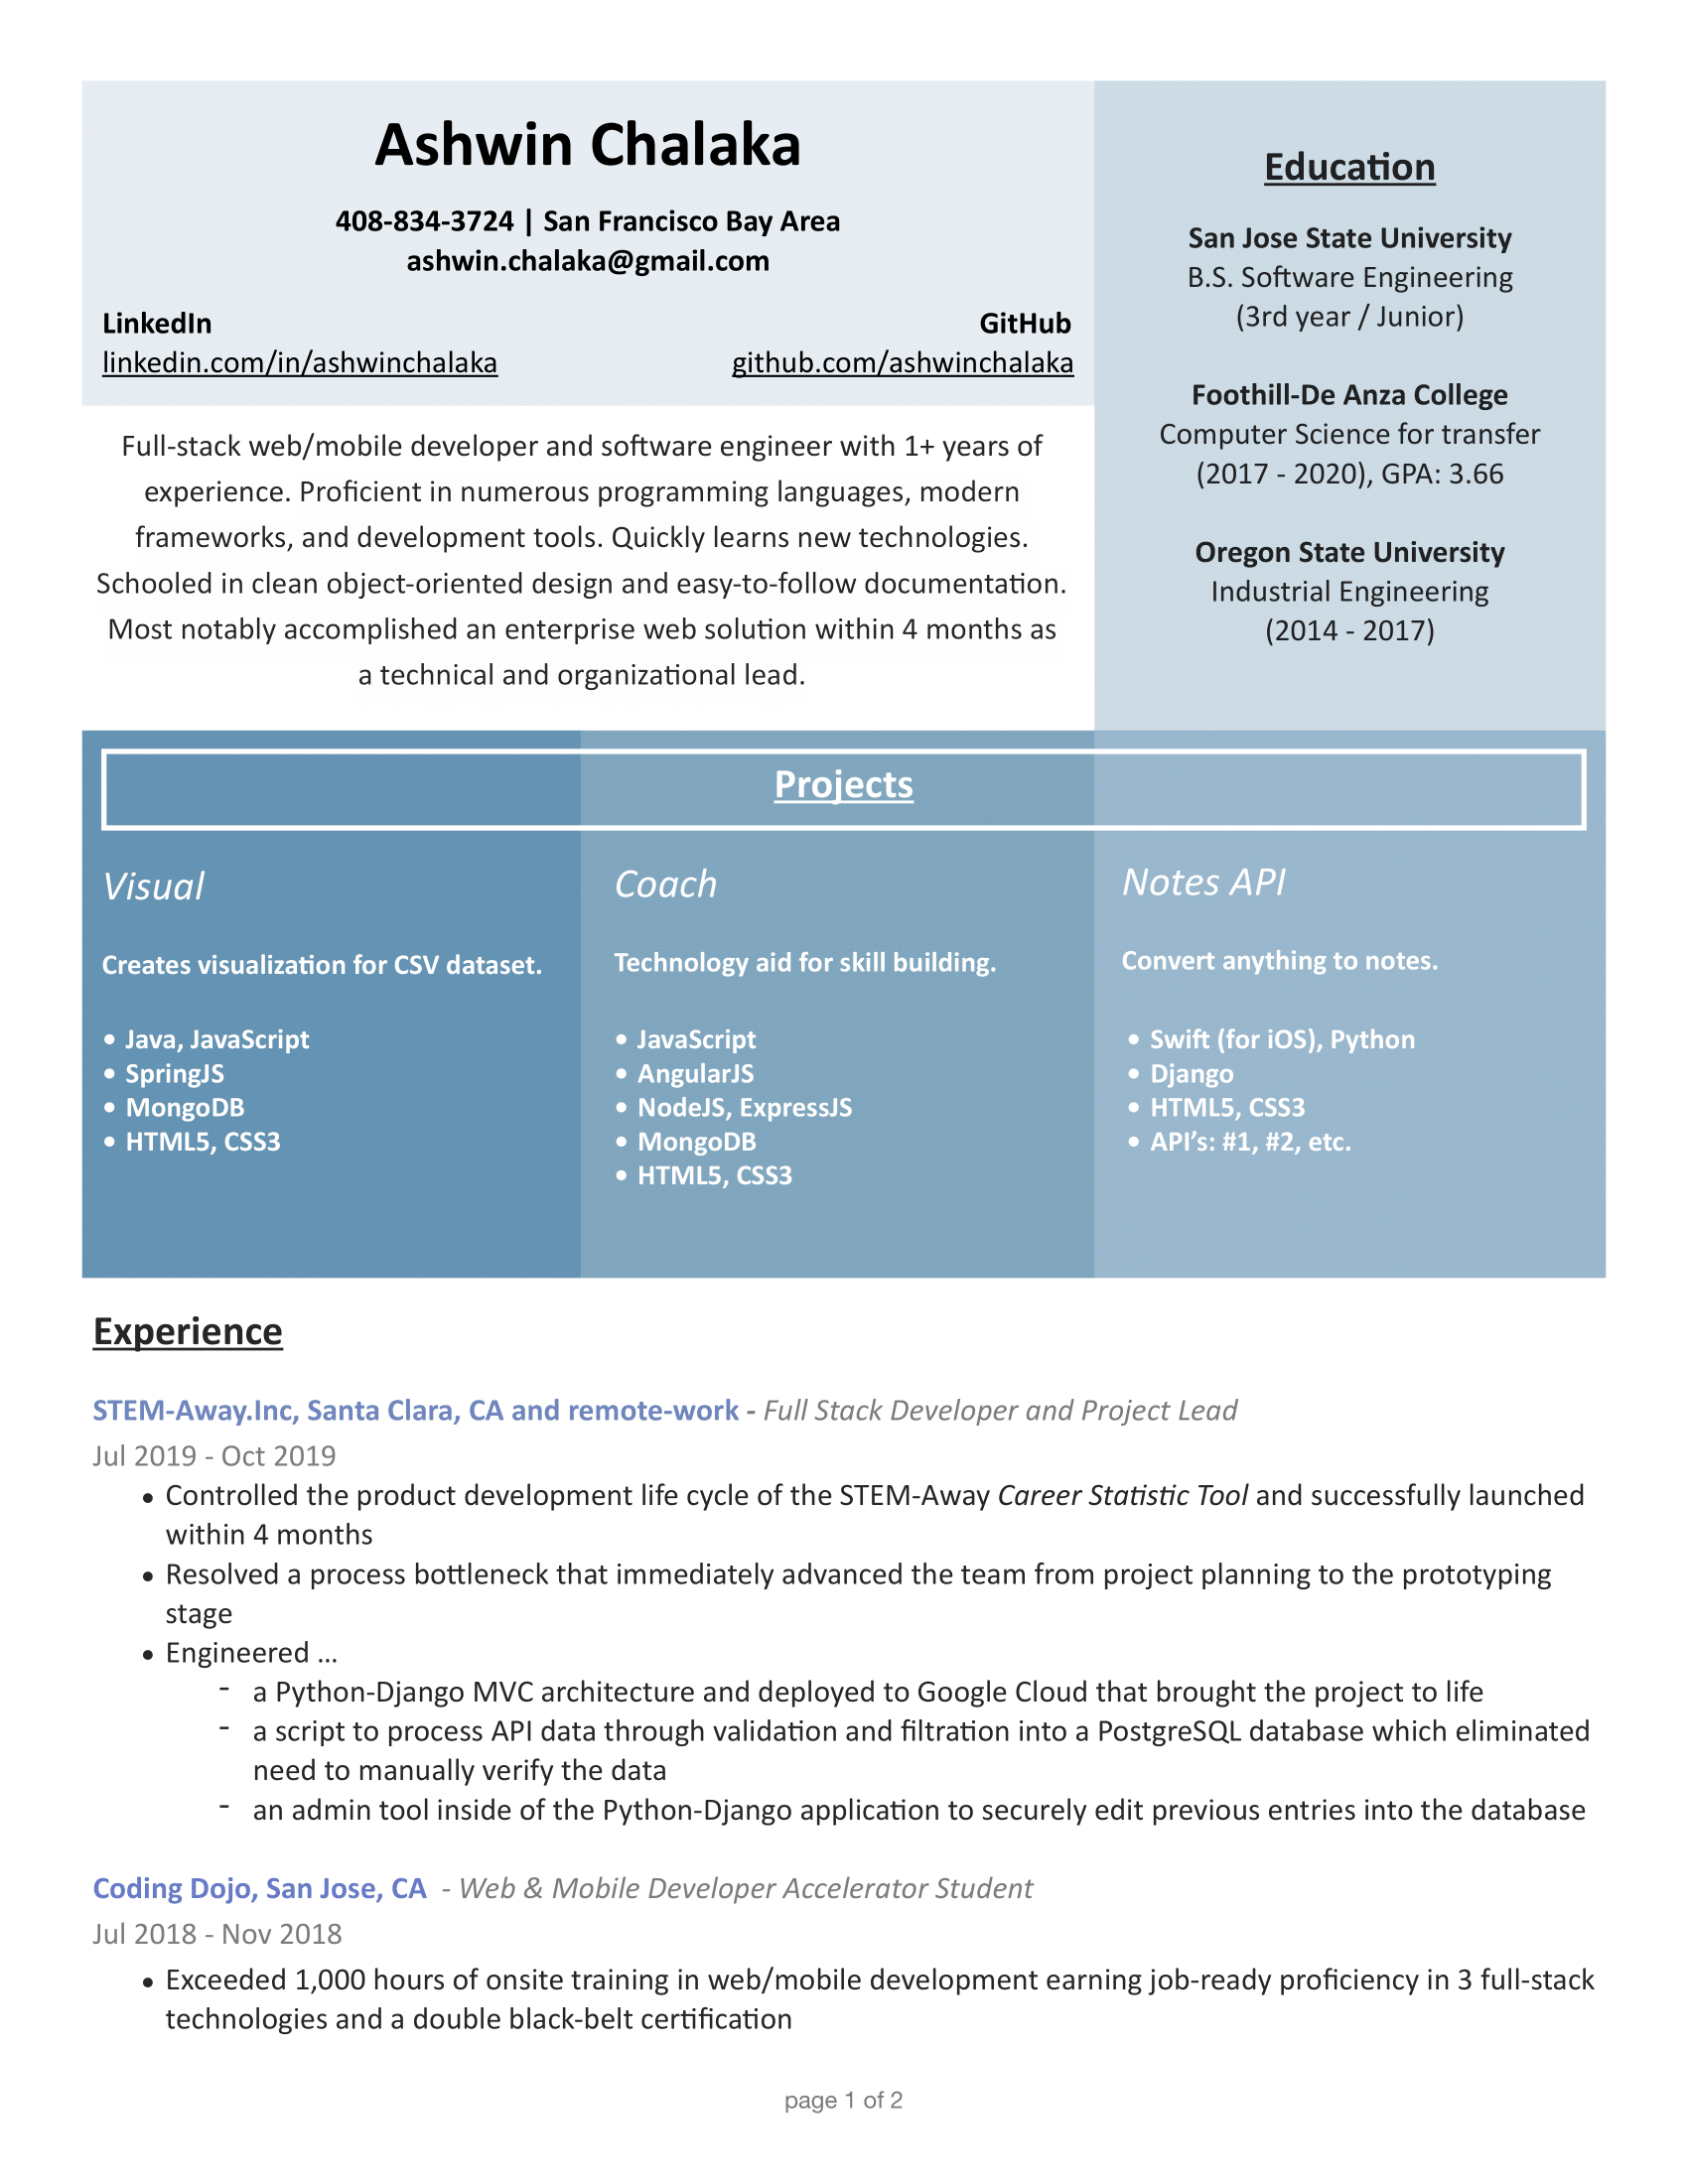 Ashwin Chalaka
408-834-3724 | San Francisco Bay Area
ashwin.chalaka@gmail.com
LinkedIn
linkedin.com/in/ashwinchalaka
GitHub
github.com/ashwinchalaka
Full-stack web/mobile developer and software engineer with 1+ years of
experience. Proficient in numerous programming languages, modern
frameworks, and development tools. Quickly learns new technologies.
Schooled in clean object-oriented design and easy-to-follow documentation.
Most notably accomplished an enterprise web solution within 4 months as
a technical and organizational lead.
Education
San Jose State University
B.S. Software Engineering
(3rd year / Junior)
Foothill-De Anza College
Computer Science for transfer
(2017 - 2020), GPA: 3.66
Oregon State University
Industrial Engineering
(2014 - 2017)
Projects
Visual
Creates visualization for CSV dataset.
• Java, JavaScript
• SpringJS
• MongoDB
• HTML5, CSS3
Coach
Technology aid for skill building.
• JavaScript
• AngularJS
• NodeJS, ExpressJS
• MongoDB
• HTML5, CSS3
Notes API
Convert anything to notes.
• Swift (for iOS), Python
• Django
• HTML5, CSS3
• API’s: #1, #2, etc.
Experience
STEM-Away.Inc, Santa Clara, CA and remote-work - Full Stack Developer and Project Lead
Jul 2019 - Oct 2019
• Controlled the product development life cycle of the STEM-Away Career Statistic Tool and successfully launched
within 4 months
• Resolved a process bottleneck that immediately advanced the team from project planning to the prototyping
stage
• Engineered ...
- a Python-Django MVC architecture and deployed to Google Cloud that brought the project to life
- a script to process API data through validation and filtration into a PostgreSQL database which eliminated
need to manually verify the data
- an admin tool inside of the Python-Django application to securely edit previous entries into the database
Coding Dojo, San Jose, CA - Web & Mobile Developer Accelerator Student
Jul 2018 - Nov 2018
• Exceeded 1,000 hours of onsite training in web/mobile development earning job-ready proficiency in 3 full-stack
technologies and a double black-belt certification
page 1 of 2